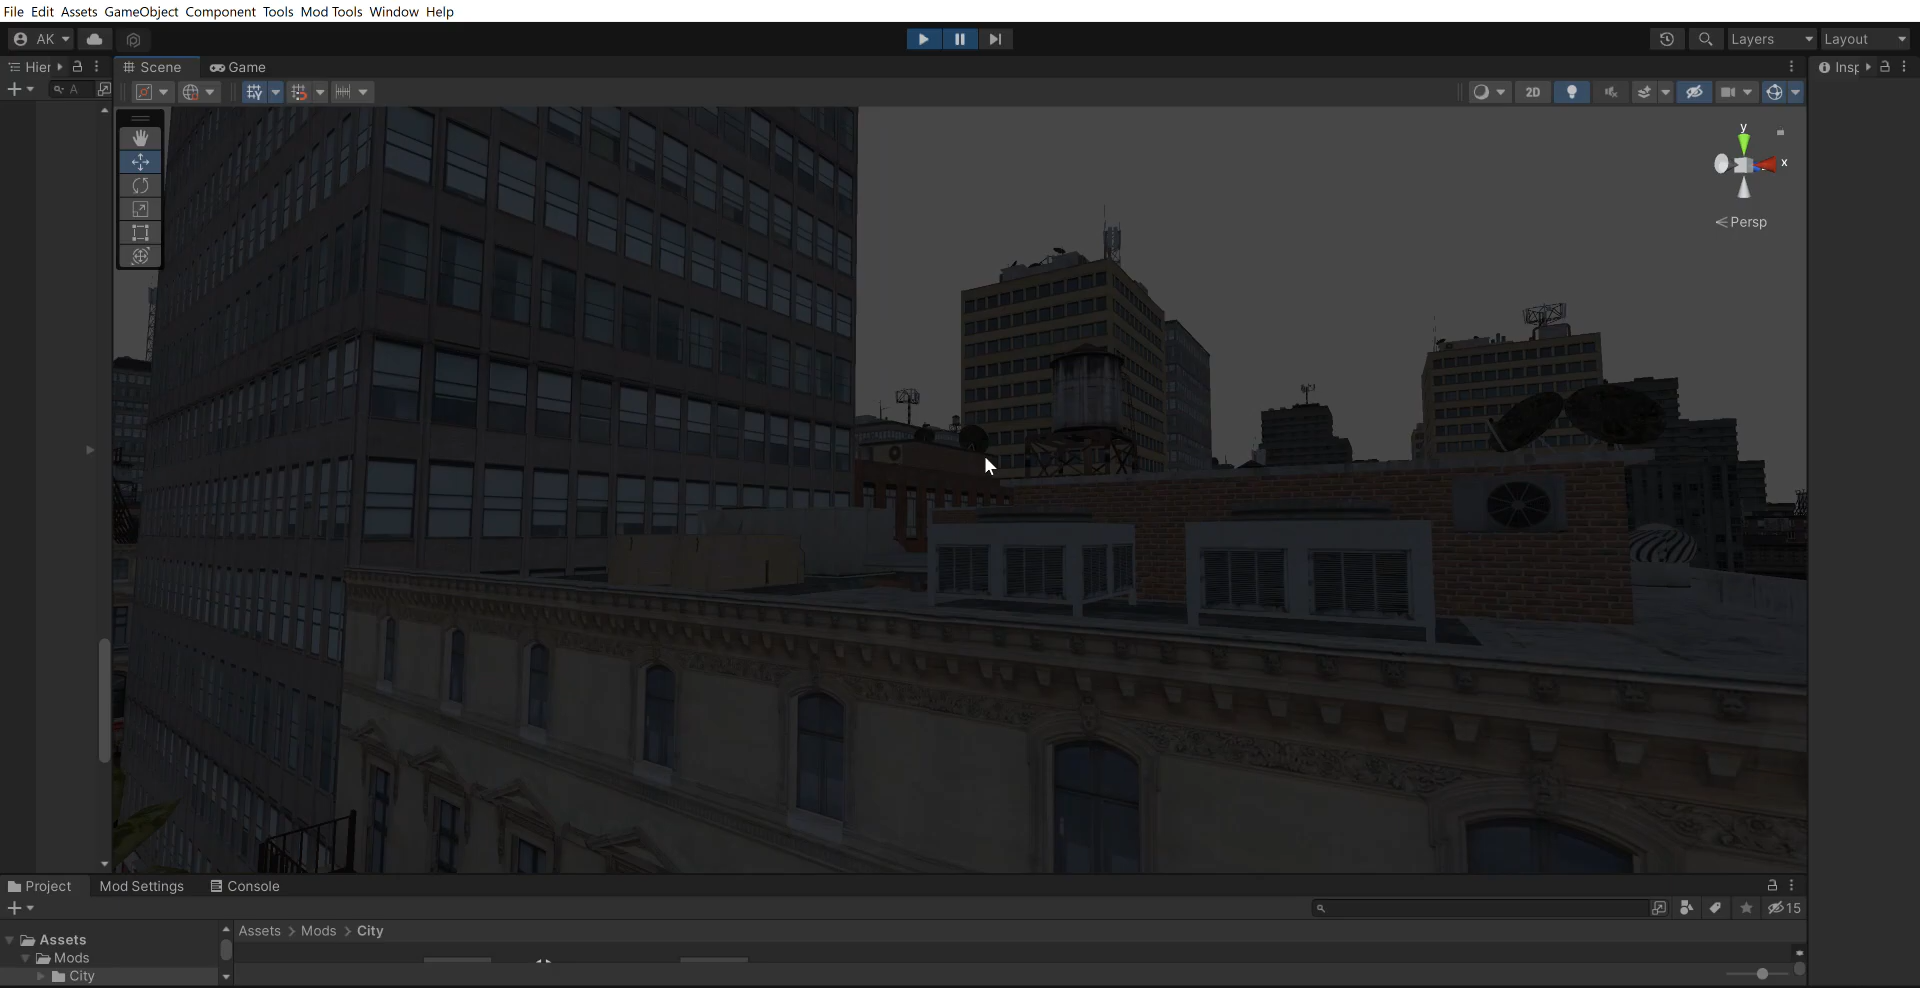 File Edit Assets GameObject Component Tools Mod Tools Window Help
AK Layers Layout
Hier Scene Game Insp
A 2D
y
x
Persp
Project Mod Settings Console
15
Assets Assets > Mods > City
Mods
City